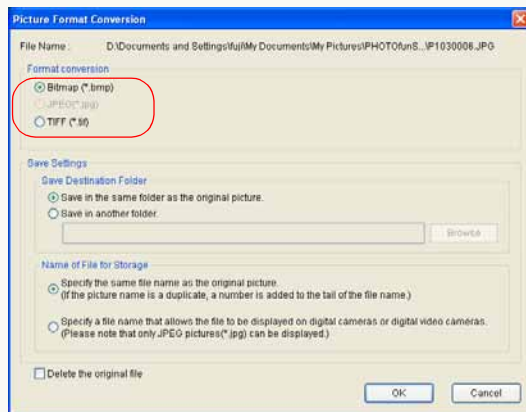 Picture Format Conversion
File Name : D:\Documents and Settings\fuji\My Documents\My Pictures\PHOTOfunS...\P1030006.JPG
Format conversion
Bitmap (*.bmp)
JPEG(*.jpg)
TIFF (*.tif)
Save Settings
Save Destination Folder
Save in the same folder as the original picture.
Save in another folder.
Browse
Name of File for Storage
Specify the same file name as the original picture.
(If the picture name is a duplicate, a number is added to the tail of the file name.)
Specify a file name that allows the file to be displayed on digital cameras or digital video cameras.
(Please note that only JPEG pictures(*.jpg) can be displayed.)
Delete the original file
OK Cancel